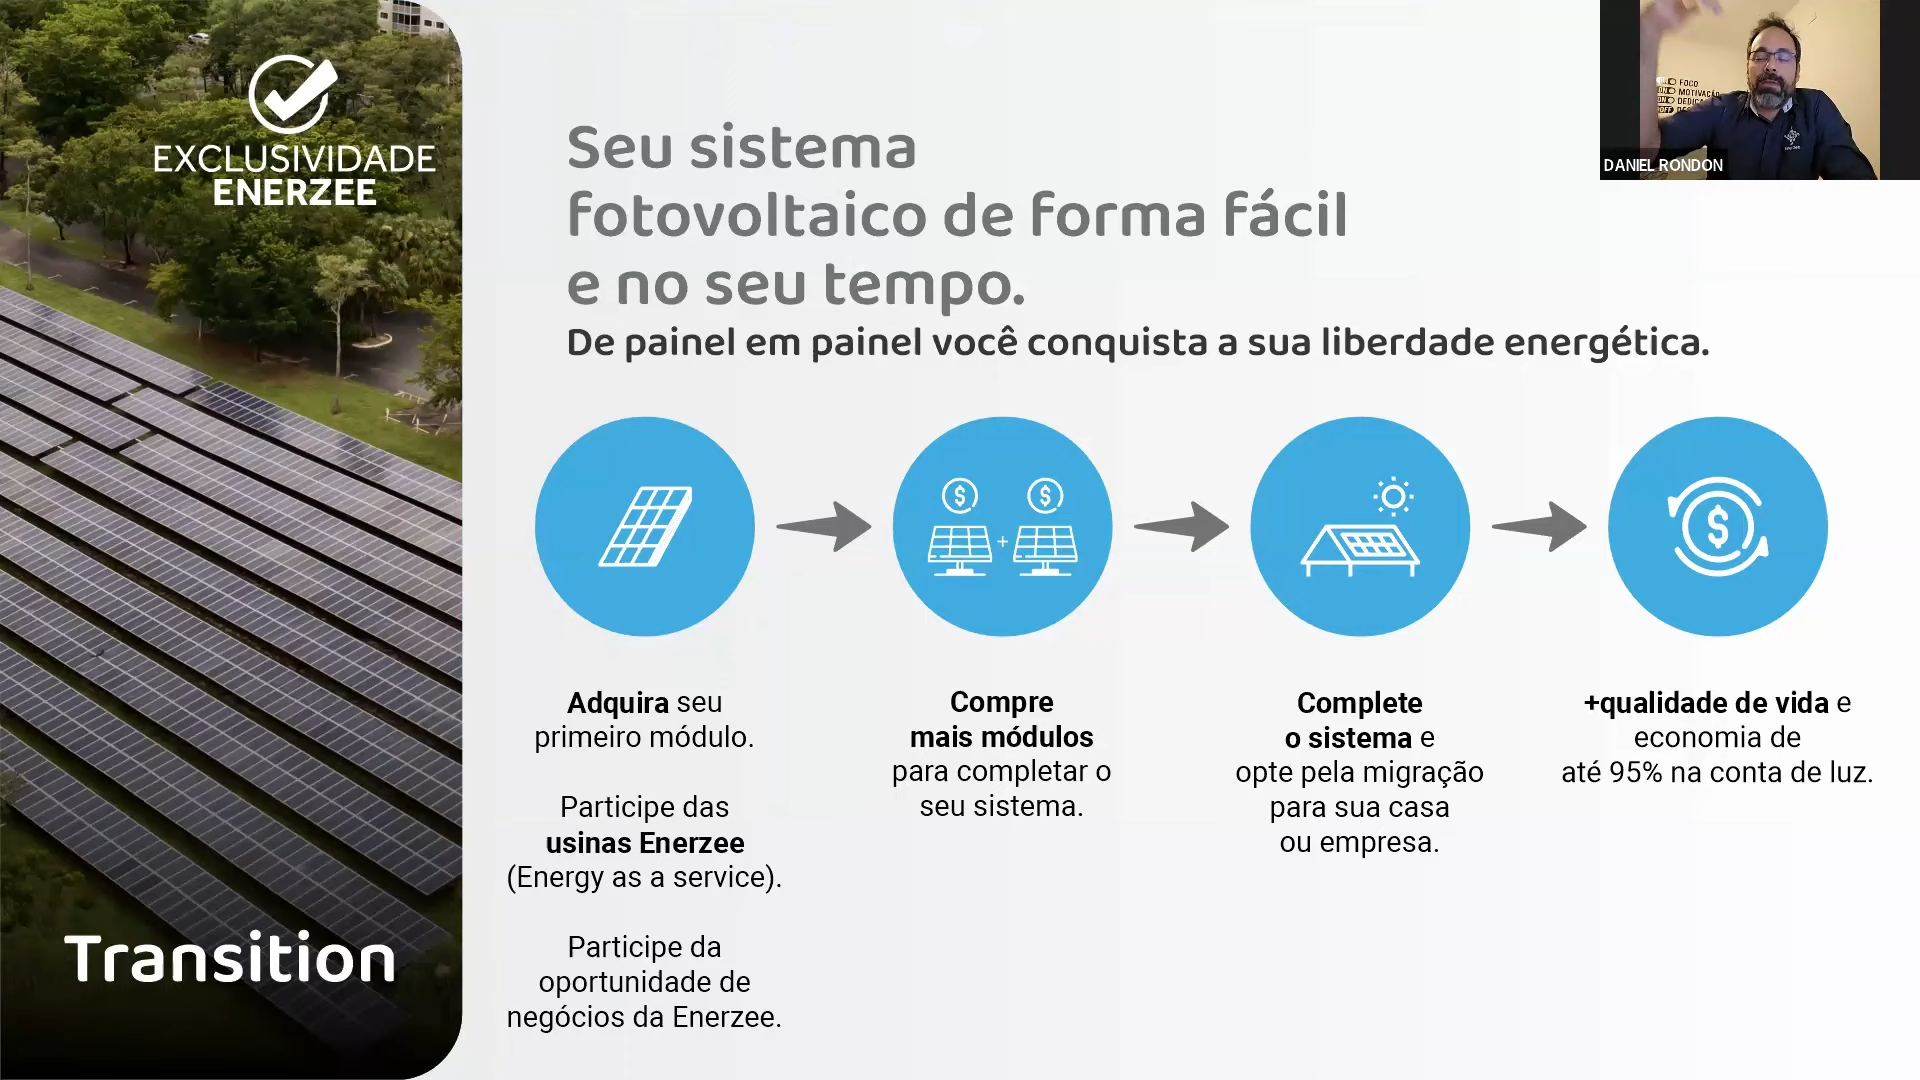 EXCLUSIVIDADE
ENERZEE
Transition
Seu sistema
fotovoltaico de forma fácil
e no seu tempo.
De painel em painel você conquista a sua liberdade energética.
Adquira seu
primeiro módulo.
Participe das
usinas Enerzee
(Energy as a service).
Participe da
oportunidade de
negócios da Enerzee.
Compre
mais módulos
para completar o
seu sistema.
Complete
o sistema e
opte pela migração
para sua casa
ou empresa.
+qualidade de vida e
economia de
até 95% na conta de luz.
FOCO
MOTIVAÇÃO
DANIEL RONDON